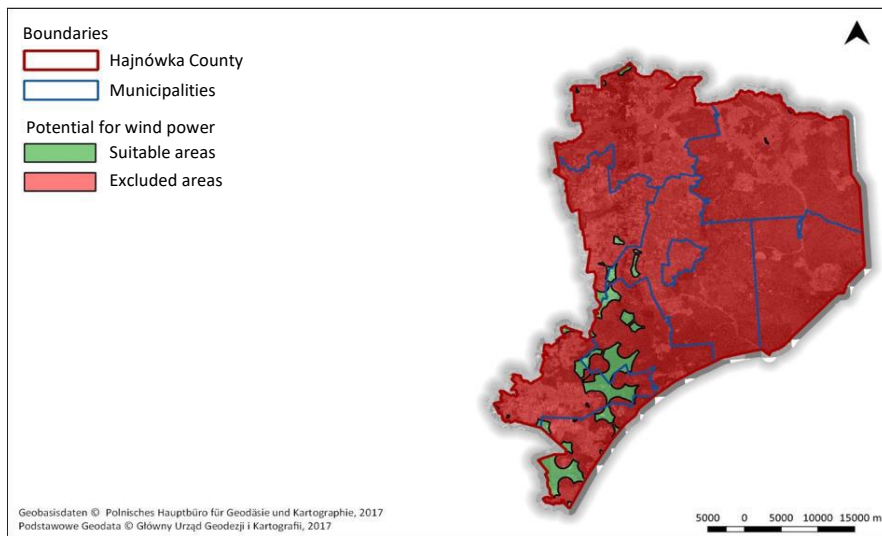 Boundaries
Hajnówka County
Municipalities
Potential for wind power
Suitable areas
Excluded areas
Geobasisdaten © Polnisches Hauptbüro für Geodäsie und Kartographie, 2017
Podstawowe Geodata © Główny Urząd Geodezji i Kartografii, 2017
5000 0 5000 10000 15000 m